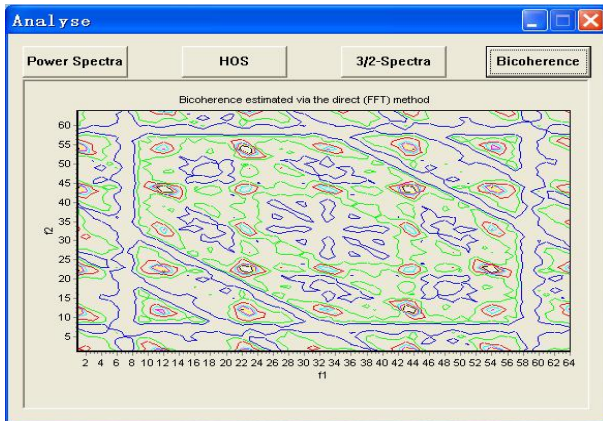 Analyse
Power Spectra HOS 3/2-Spectra Bicoherence
Bicoherence estimated via the direct (FFT) method
60
55
50
45
40
f2
35
30
25
20
15
10
5
2 4 6 8 10 12 14 16 18 20 22 24 26 28 30 32 34 36 38 40 42 44 46 48 50 52 54 56 58 60 62 64
f1